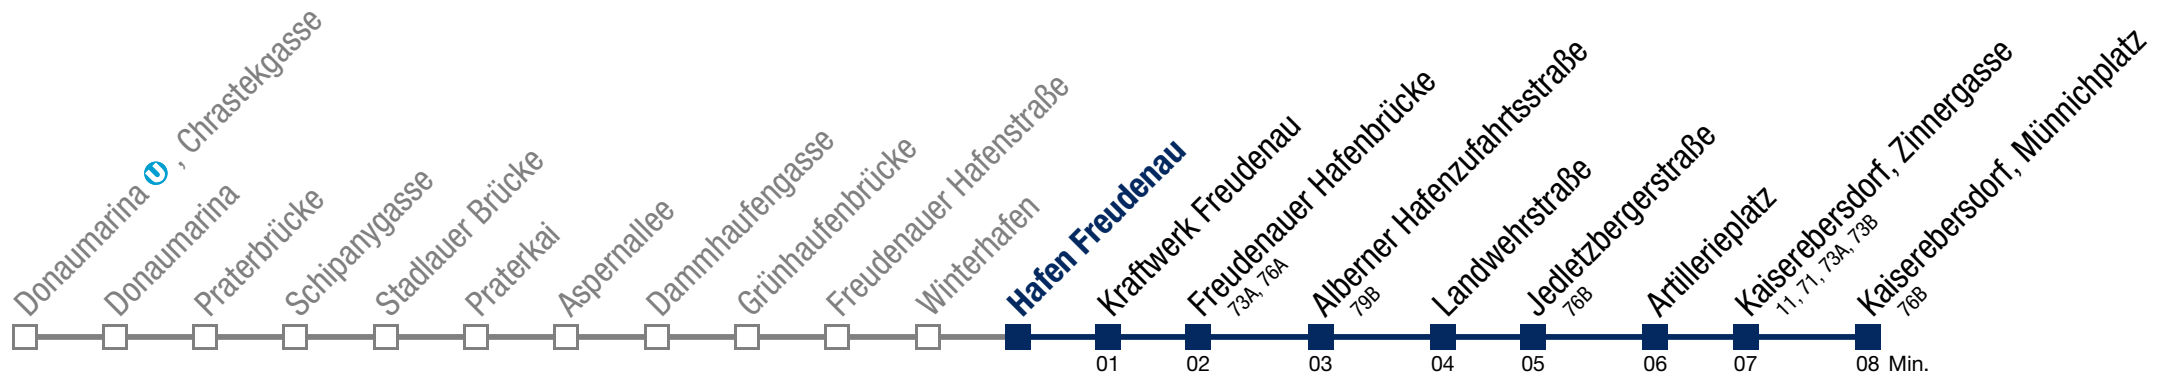 Donaumarina U, Chrastekgasse
Donaumarina
Praterbrücke
Schipanygasse
Stadlauer Brücke
Praterkai
Aspernallee
Dammhaufengasse
Grünhaufenbrücke
Freudenauer Hafenstraße
Winterhafen
Hafen Freudenau
Kraftwerk Freudenau
Freudenauer Hafenbrücke
73A, 76A
Alberner Hafenzufahrtsstraße
79B
Landwehrstraße
Jedletzbergerstraße
76B
Artillerieplatz
Kaiserebersdorf, Zinnergasse
11, 71, 73A, 73B
Kaiserebersdorf, Münnichplatz
76B
01 02 03 04 05 06 07 08 Min.